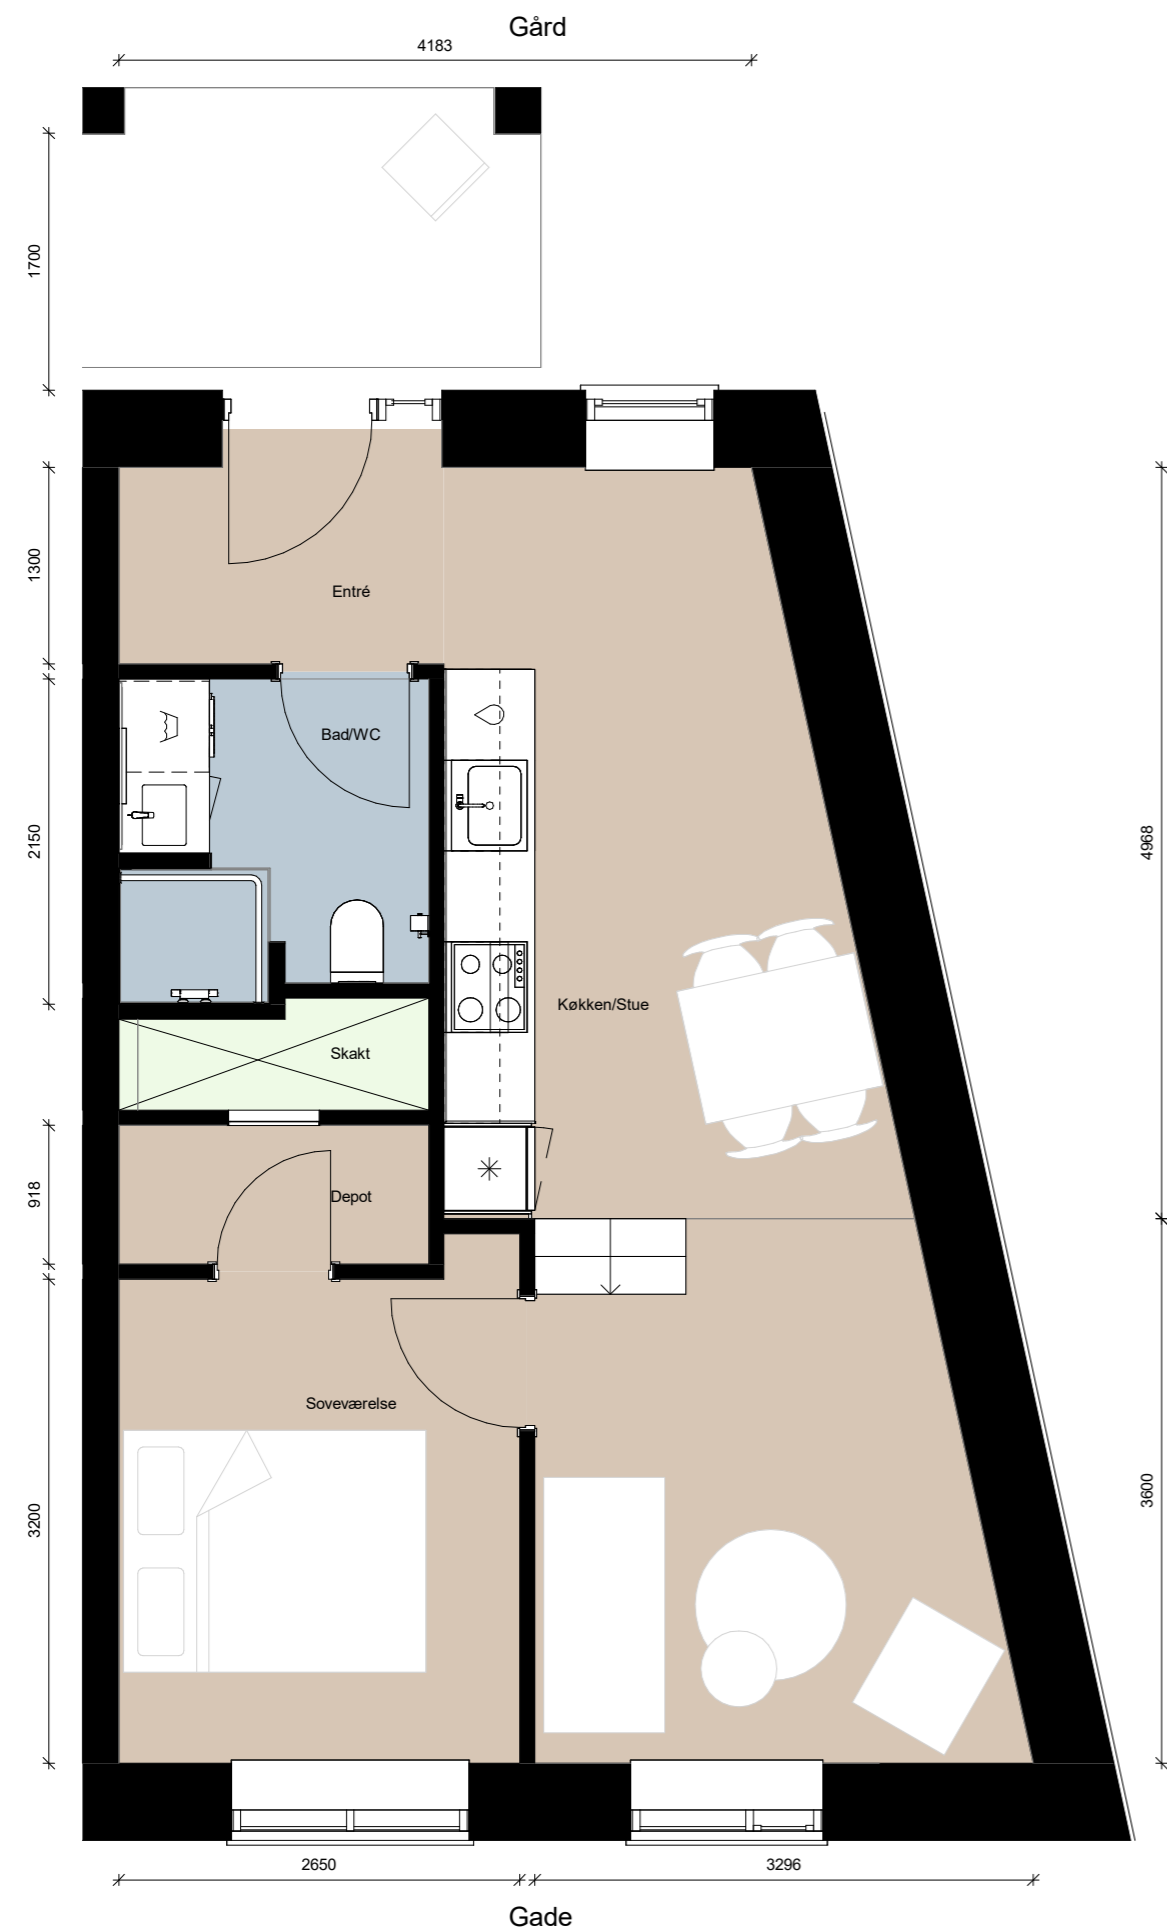 Gård
4183
1700
1300
Entré
Bad/WC
2150
4968
Køkken/Stue
Skakt
918
Depot
Soveværelse
3200
3600
2650
3296
Gade